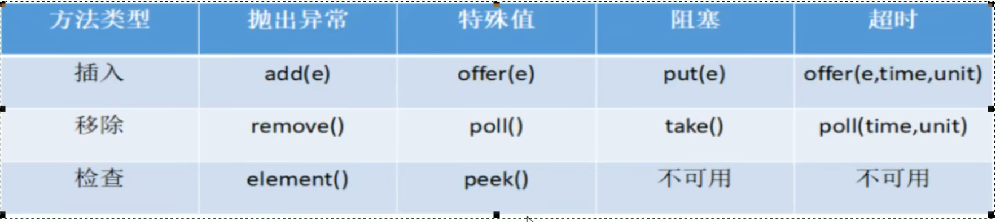 方法类型 抛出异常 特殊值 阻塞 超时
插入 add(e) offer(e) put(e) offer(e,time,unit)
移除 remove() poll() take() poll(time,unit)
检查 element() peek() 不可用 不可用